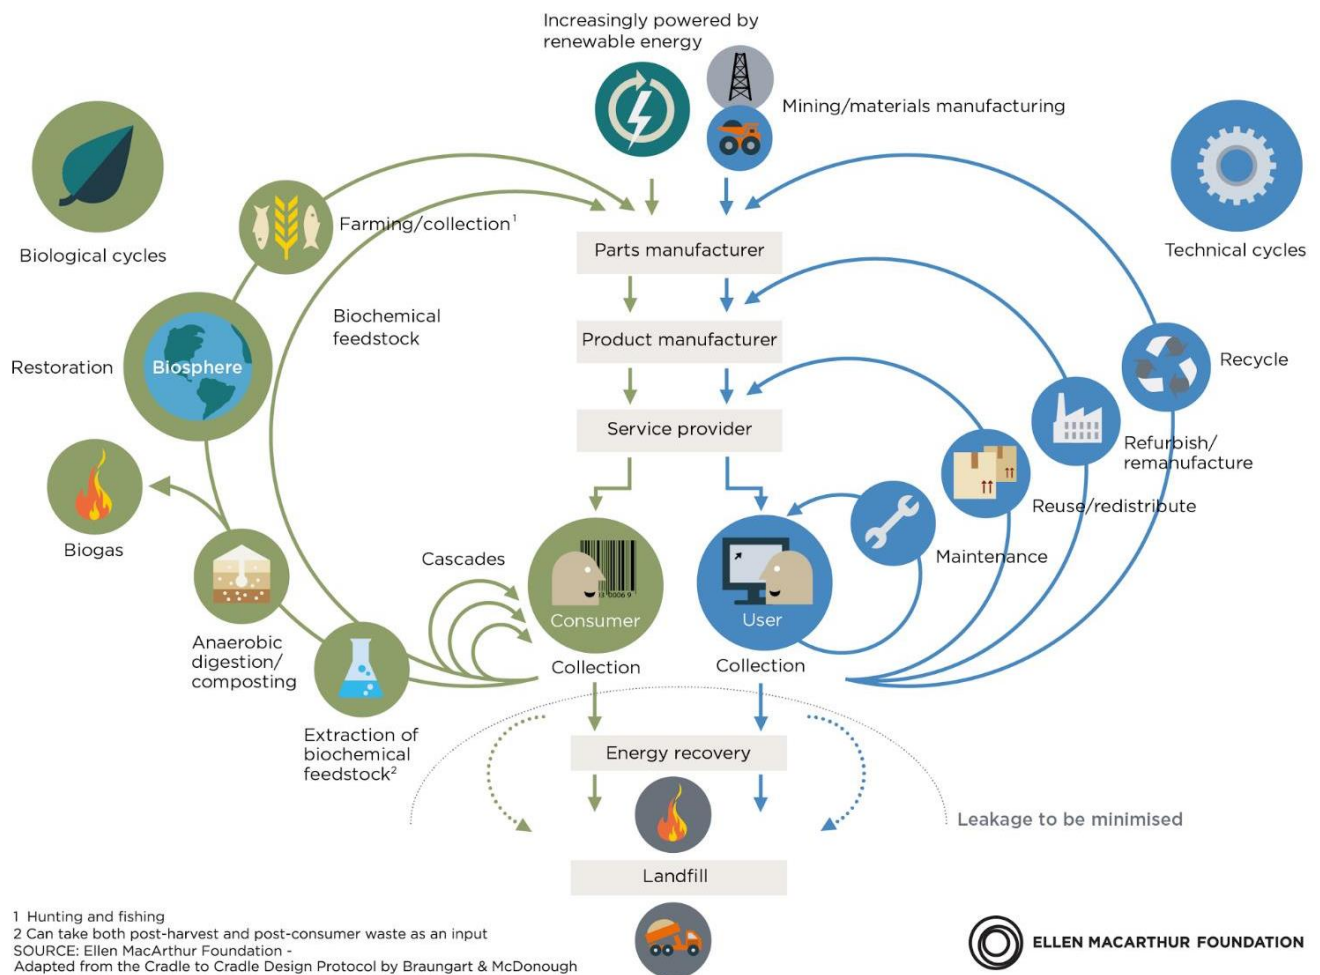 Increasingly powered by
renewable energy
Mining/materials manufacturing
Farming/collection¹
Biological cycles
Technical cycles
Parts manufacturer
Biochemical
feedstock
Product manufacturer
Restoration
Biosphere
Recycle
Service provider
Refurbish/
remanufacture
Reuse/redistribute
Biogas
Cascades
Maintenance
03 0006 9
Consumer
User
Anaerobic
digestion/
composting
Collection
Collection
Extraction of
biochemical
feedstock²
Energy recovery
Leakage to be minimised
Landfill
1 Hunting and fishing
2 Can take both post-harvest and post-consumer waste as an input
SOURCE: Ellen MacArthur Foundation -
Adapted from the Cradle to Cradle Design Protocol by Braungart & McDonough
ELLEN MACARTHUR FOUNDATION